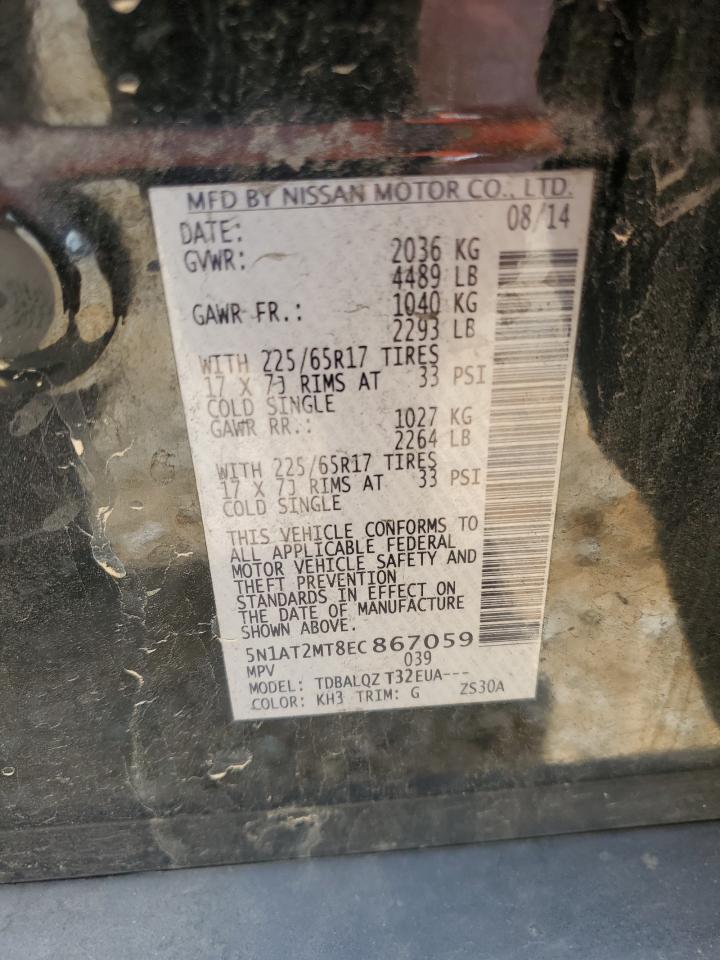 MFD BY NISSAN MOTOR CO., LTD.
DATE: 08/14
GVWR: 2036 KG
4489 LB
GAWR FR.: 1040 KG
2293 LB
WITH 225/65R17 TIRES
17 X 7J RIMS AT 33 PSI
COLD SINGLE
GAWR RR.: 1027 KG
2264 LB
WITH 225/65R17 TIRES
17 X 7J RIMS AT 33 PSI
COLD SINGLE
THIS VEHICLE CONFORMS TO
ALL APPLICABLE FEDERAL
MOTOR VEHICLE SAFETY AND
THEFT PREVENTION
STANDARDS IN EFFECT ON
THE DATE OF MANUFACTURE
SHOWN ABOVE.
5N1AT2MT8EC867059
MPV 039
MODEL: TDBALQZ T32EUA---
COLOR: KH3 TRIM: G ZS30A